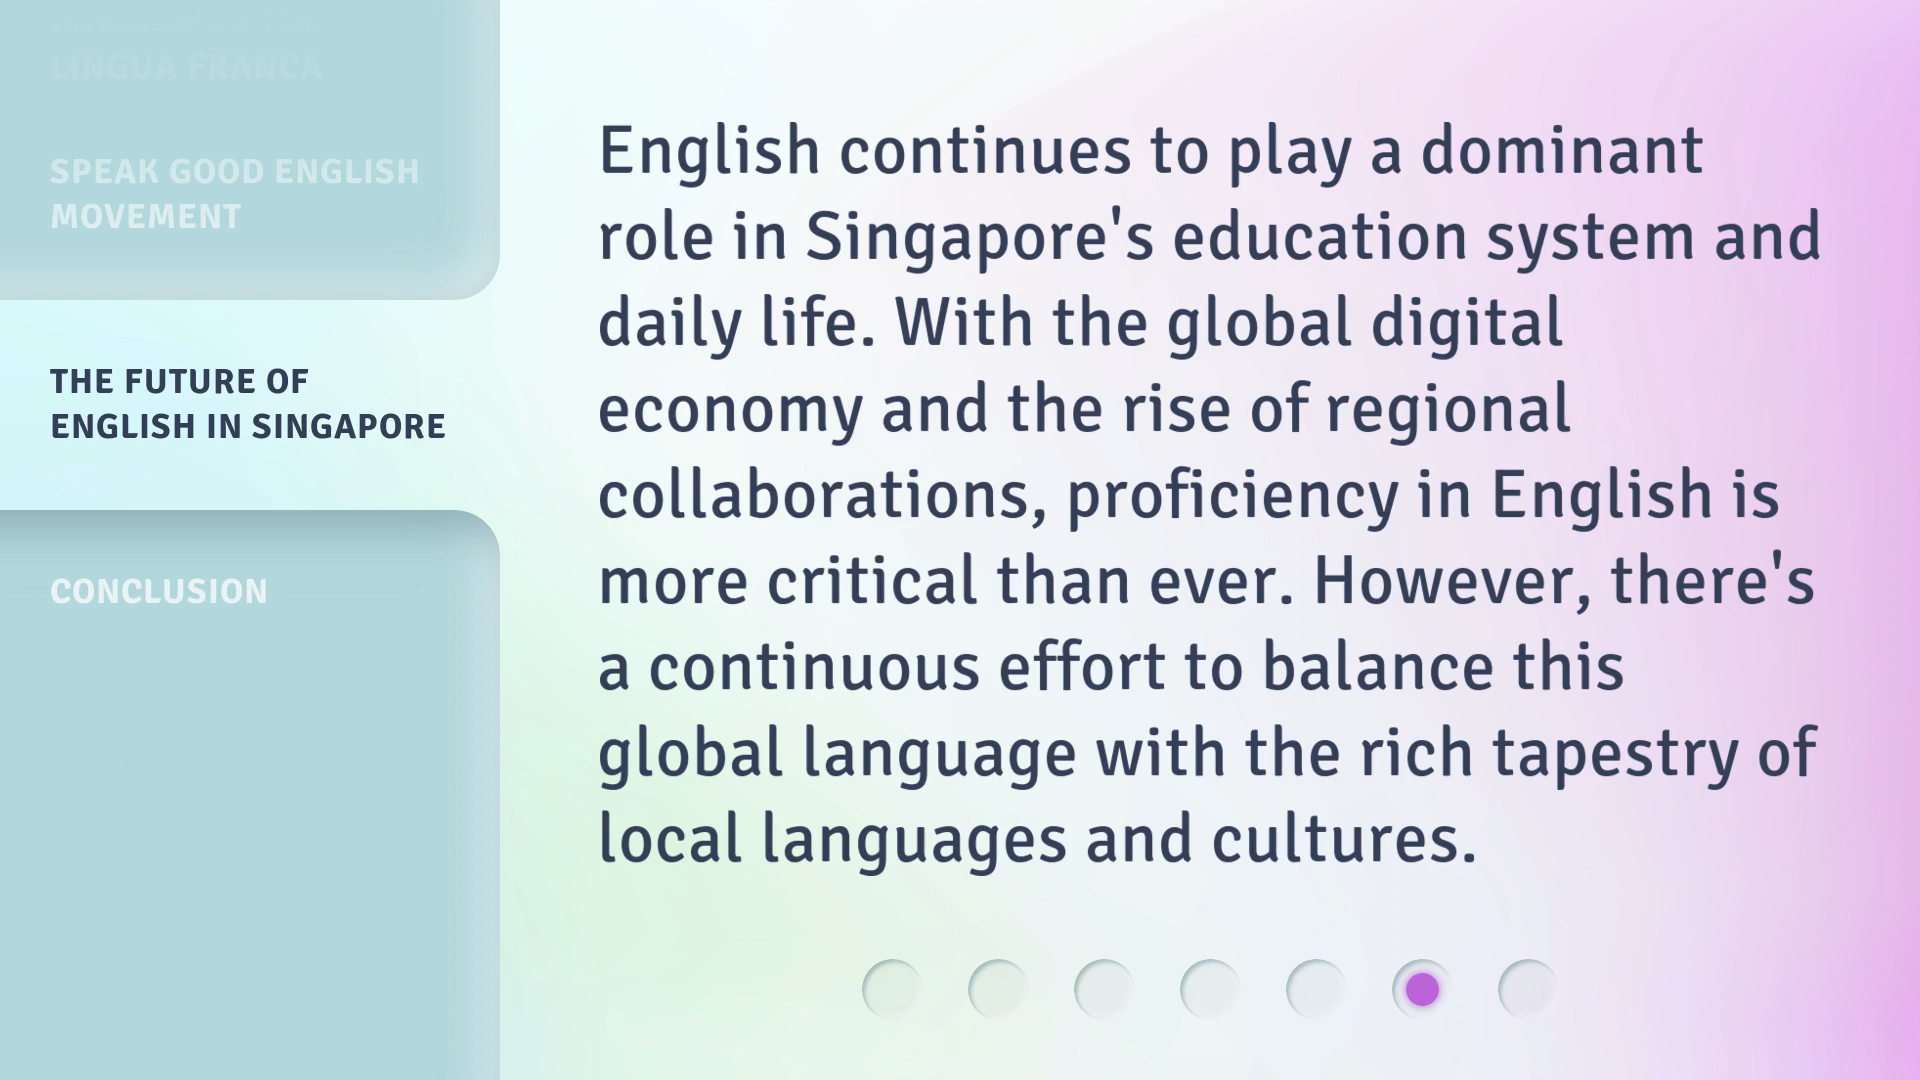 LINGUA FRANCA
SPEAK GOOD ENGLISH
MOVEMENT
THE FUTURE OF
ENGLISH IN SINGAPORE
CONCLUSION
English continues to play a dominant
role in Singapore's education system and
daily life. With the global digital
economy and the rise of regional
collaborations, proficiency in English is
more critical than ever. However, there's
a continuous effort to balance this
global language with the rich tapestry of
local languages and cultures.